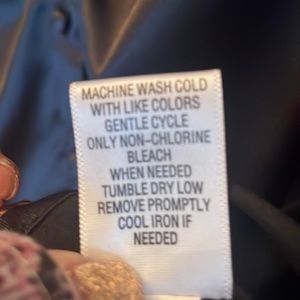 MACHINE WASH COLD
WITH LIKE COLORS
GENTLE CYCLE
ONLY NON-CHLORINE
BLEACH
WHEN NEEDED
TUMBLE DRY LOW
REMOVE PROMPTLY
COOL IRON IF
NEEDED